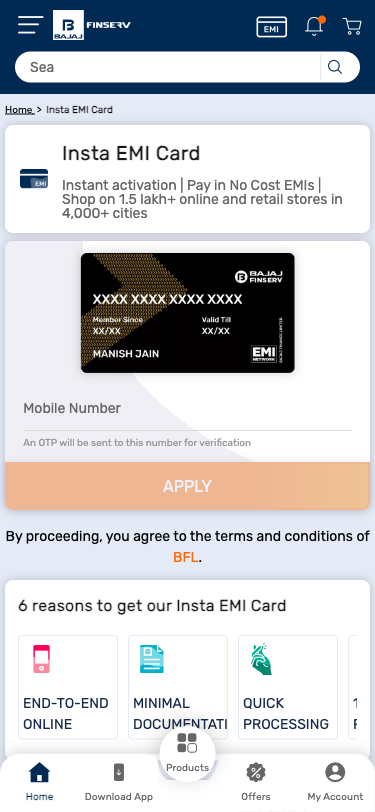 BAJAJ FINSERV
EMI
Sea
Home > Insta EMI Card
Insta EMI Card
EMI
Instant activation | Pay in No Cost EMIs |
Shop on 1.5 lakh+ online and retail stores in
4,000+ cities
BAJAJ
FINSERV
XXXX XXXX XXXX XXXX
Member Since Valid Till
XX/XX XX/XX
MANISH JAIN
EMI
NETWORK
BAJAJ FINANCE LIMITED
Mobile Number
An OTP will be sent to this number for verification
APPLY
By proceeding, you agree to the terms and conditions of
BFL.
6 reasons to get our Insta EMI Card
END-TO-END
ONLINE
MINIMAL
DOCUMENTATI
QUICK
PROCESSING
Home
Download App
Products
Offers
My Account